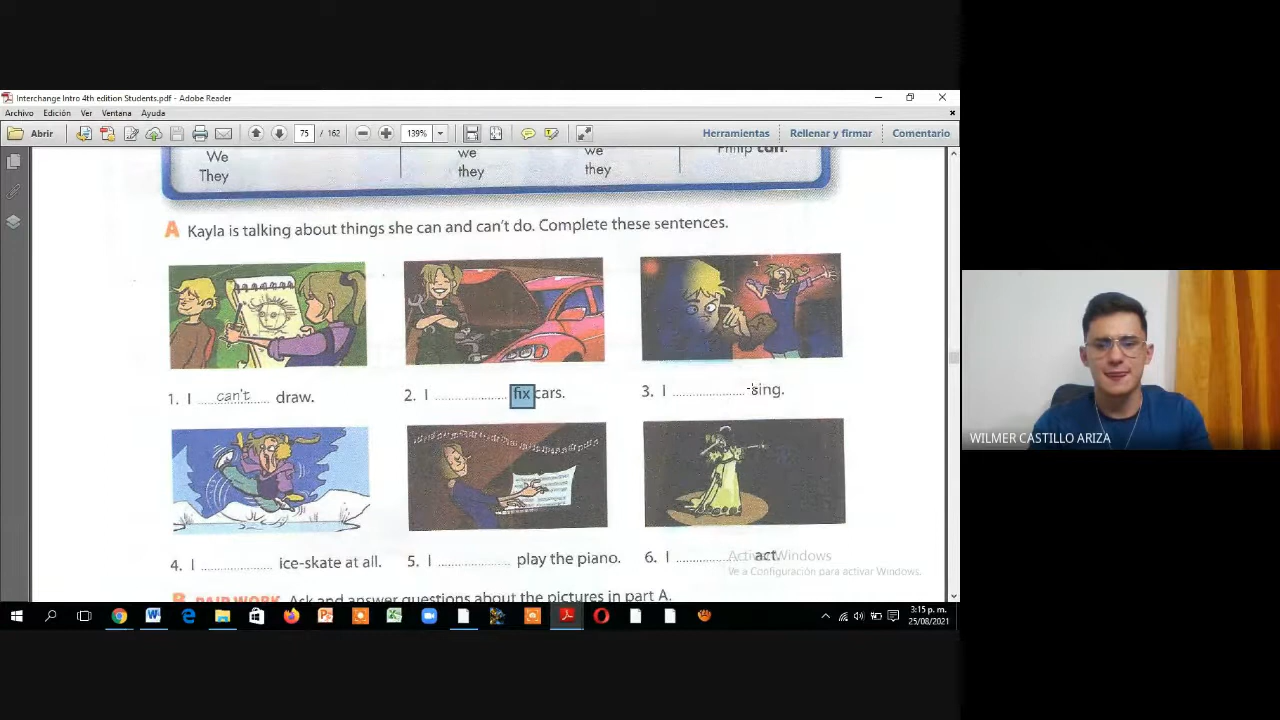 Interchange Intro 4th edition Students.pdf - Adobe Reader
Archivo Edición Ver Ventana Ayuda
Abrir 75 / 162 139% Herramientas Rellenar y firmar Comentario
We we we Philip can.
They they they
A Kayla is talking about things she can and can't do. Complete these sentences.
1. I can't draw. 2. I .................. fix cars. 3. I .................. sing.
4. I .................. ice-skate at all. 5. I .................. play the piano. 6. I .................. act.
Activar Windows
Ve a Configuración para activar Windows.
B PAIR WORK Ask and answer questions about the pictures in part A.
3:15 p. m.
25/08/2021
WILMER CASTILLO ARIZA